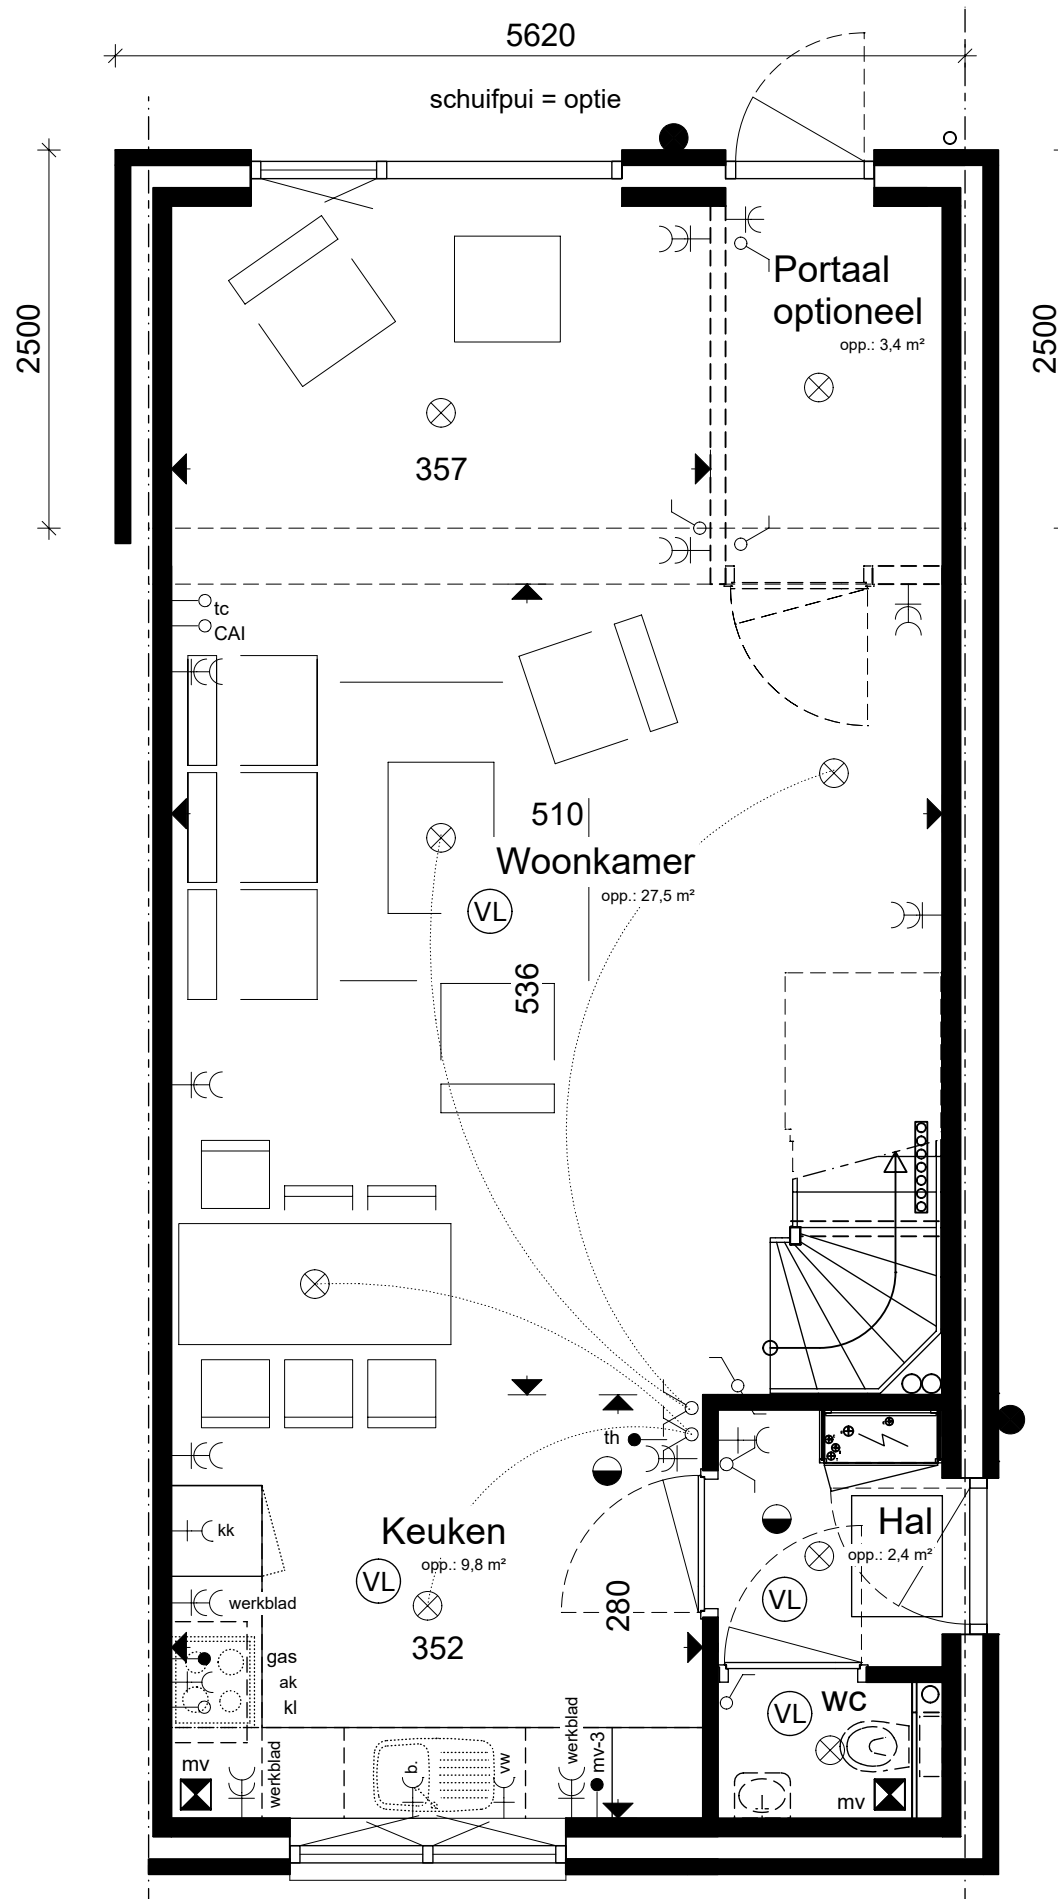 5620
schuifpui = optie
2500
2500
Portaal
optioneel
opp.: 3,4 m²
357
tc
CAI
510
Woonkamer
opp.: 27,5 m²
VL
536
th
Keuken
opp.: 9,8 m²
VL
Hal
opp.: 2,4 m²
VL
kk
werkblad
280
352
gas
ak
kl
wc
VL
mv
werkblad
b.
vw
werkblad
mv-3
mv